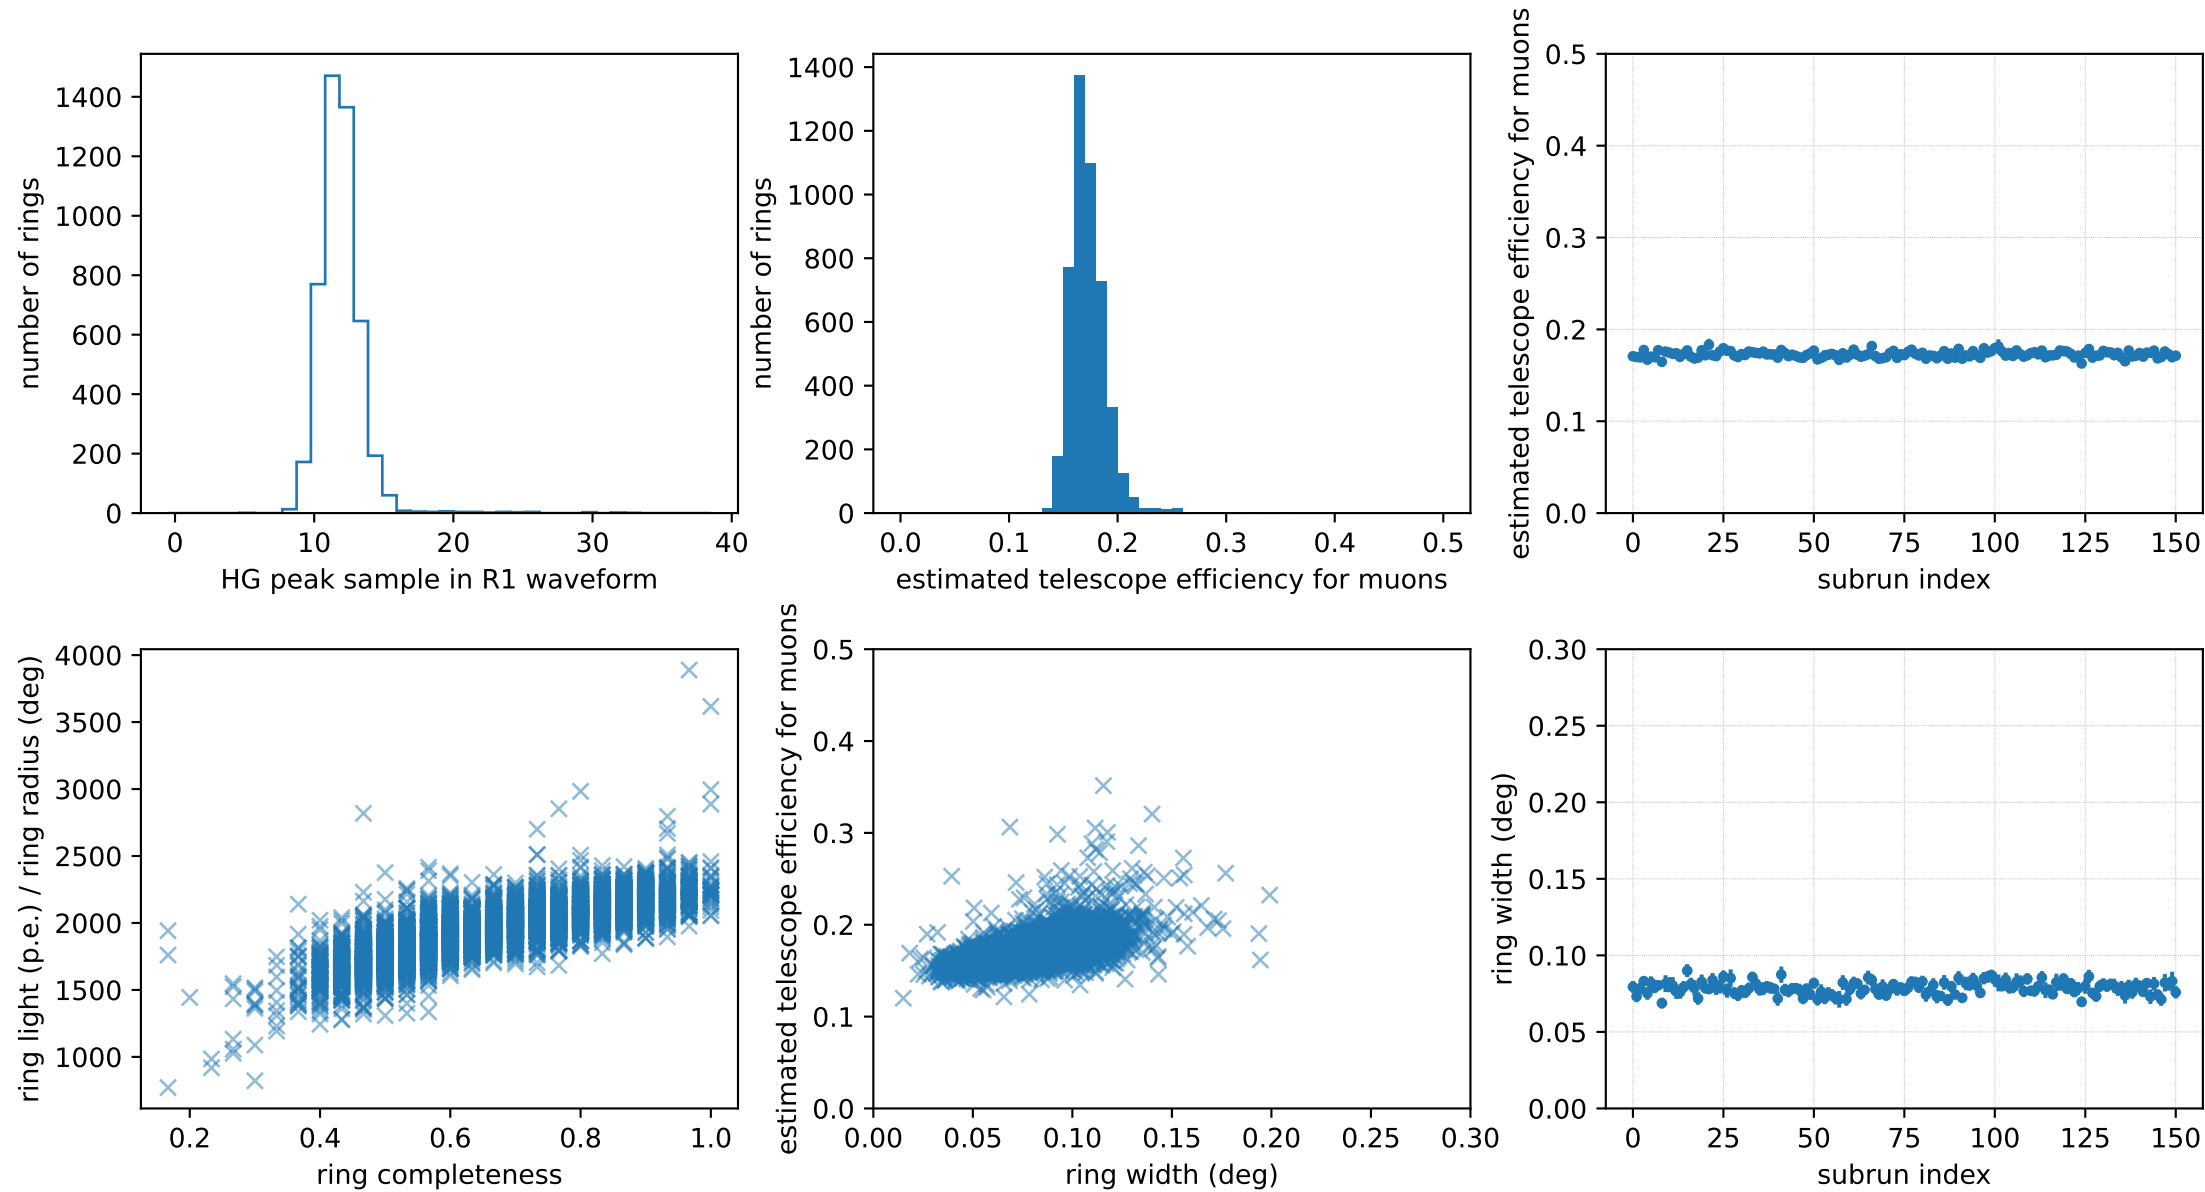 number of rings
1400
1200
1000
800
600
400
200
0
0 10 20 30 40
HG peak sample in R1 waveform
number of rings
1400
1200
1000
800
600
400
200
0
0.0 0.1 0.2 0.3 0.4 0.5
estimated telescope efficiency for muons
estimated telescope efficiency for muons
0.5
0.4
0.3
0.2
0.1
0.0
0 25 50 75 100 125 150
subrun index
ring light (p.e.) / ring radius (deg)
4000
3500
3000
2500
2000
1500
1000
0.2 0.4 0.6 0.8 1.0
ring completeness
estimated telescope efficiency for muons
0.5
0.4
0.3
0.2
0.1
0.0
0.00 0.05 0.10 0.15 0.20 0.25 0.30
ring width (deg)
ring width (deg)
0.30
0.25
0.20
0.15
0.10
0.05
0.00
0 25 50 75 100 125 150
subrun index